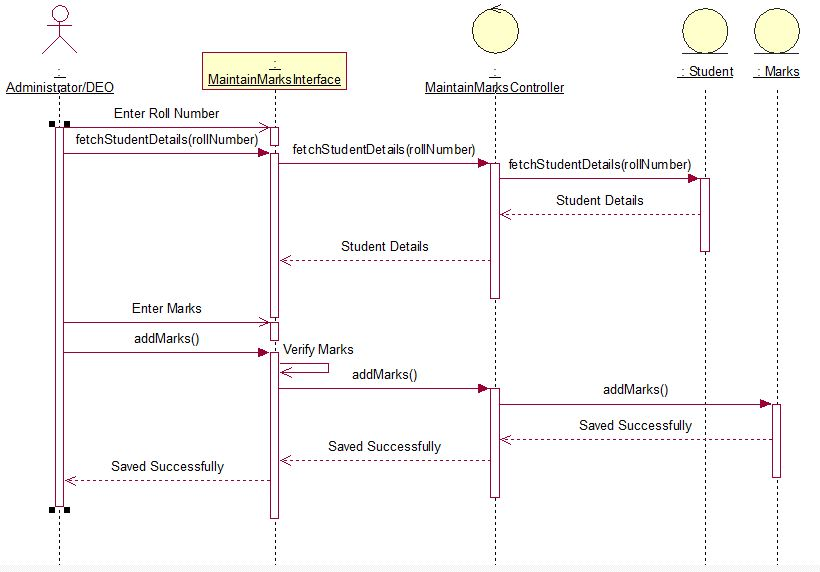 :
Administrator/DEO
:
MaintainMarksInterface
:
MaintainMarksController
: Student
: Marks
Enter Roll Number
fetchStudentDetails(rollNumber)
fetchStudentDetails(rollNumber)
fetchStudentDetails(rollNumber)
Student Details
Student Details
Enter Marks
addMarks()
Verify Marks
addMarks()
addMarks()
Saved Successfully
Saved Successfully
Saved Successfully